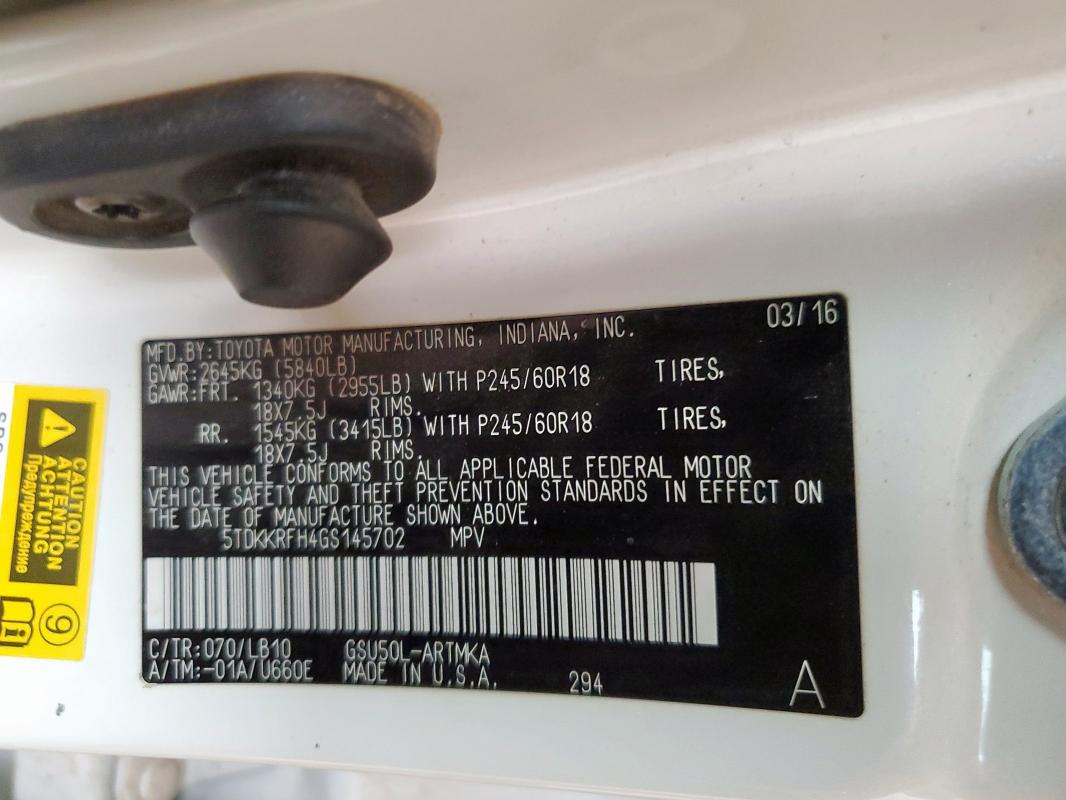 03/16
MFD.BY:TOYOTA MOTOR MANUFACTURING, INDIANA, INC.
GVWR:2645KG (5840LB)
GAWR:FRT. 1340KG (2955LB) WITH P245/60R18 TIRES,
18X7.5J RIMS.
RR. 1545KG (3415LB) WITH P245/60R18 TIRES,
18X7.5J RIMS.
THIS VEHICLE CONFORMS TO ALL APPLICABLE FEDERAL MOTOR
VEHICLE SAFETY AND THEFT PREVENTION STANDARDS IN EFFECT ON
THE DATE OF MANUFACTURE SHOWN ABOVE.
5TDKKRFH4GS145702 MPV
C/TR:070/LB10 GSU50L-ARTMKA
A/TM:-01A/U660E MADE IN U.S.A. 294 A
CAUTION
ATTENTION
ACHTUNG
Предупреждение
9